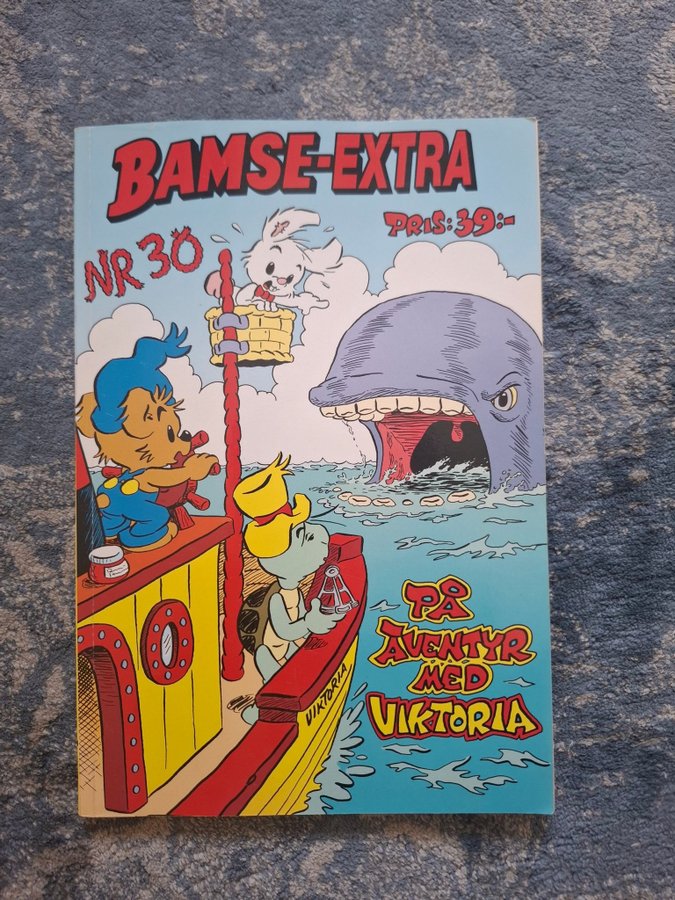 BAMSE-EXTRA
NR 30
PRIS: 39:-
PÅ
ÄVENTYR
MED
VIKTORIA
VIKTORIA